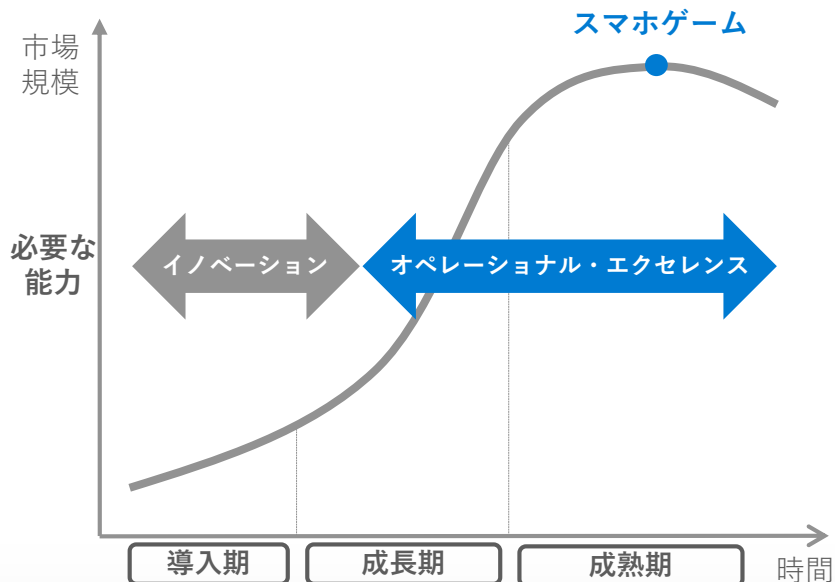 スマホゲーム
市場
規模
必要な
能力
イノベーション
オペレーショナル・エクセレンス
導入期
成長期
成熟期
時間